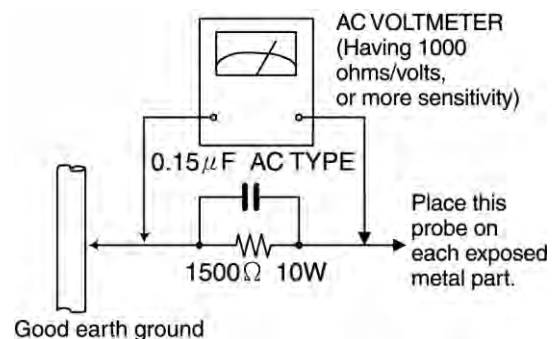 AC VOLTMETER
(Having 1000
ohms/volts,
or more sensitivity)
0.15μF AC TYPE
Place this
probe on
each exposed
metal part.
1500Ω 10W
Good earth ground